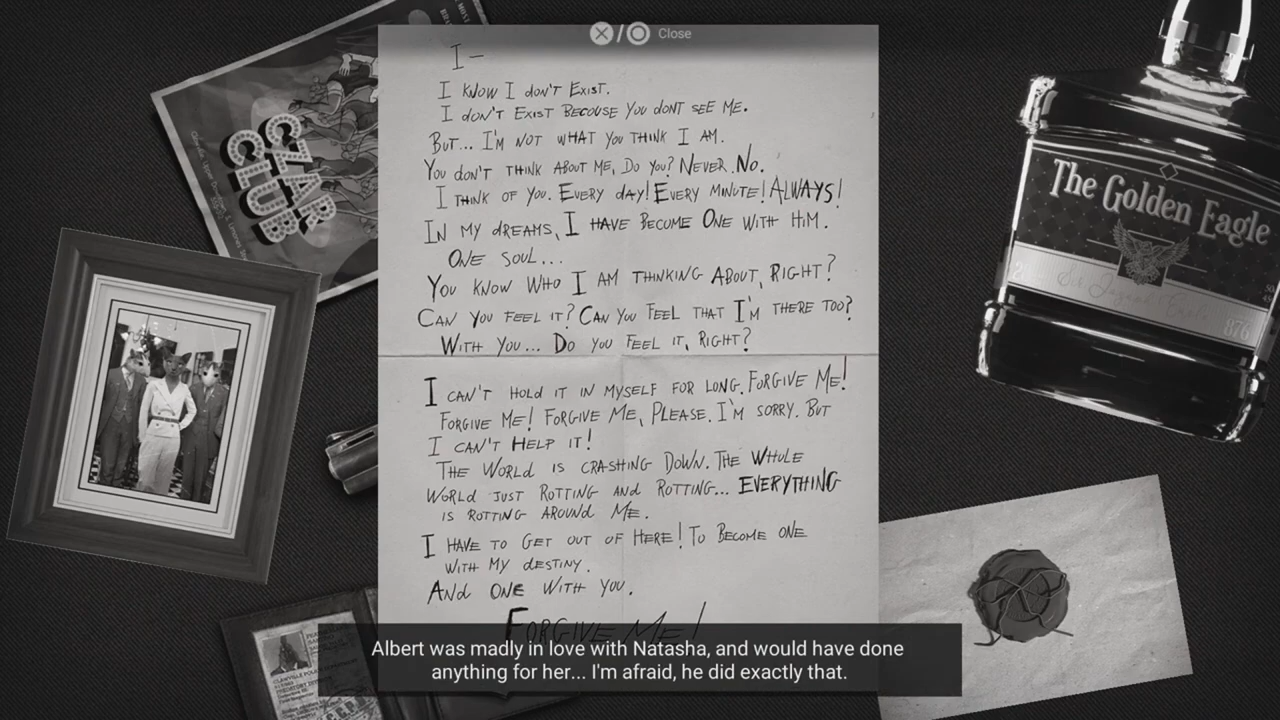 Close
I-
I KNOW I DON'T EXIST.
I DON'T EXIST BECOUSE YOU DONT SEE ME.
BUT... I'M NOT WHAT YOU THINK I AM.
YOU DON'T THINK ABOUT ME, DO YOU? NEVER. NO.
I THINK OF YOU. EVERY DAY! EVERY MINUTE! ALWAYS!
IN MY DREAMS, I HAVE BECOME ONE WITH HIM.
ONE SOUL...
YOU KNOW WHO I AM THINKING ABOUT, RIGHT?
CAN YOU FEEL IT? CAN YOU FEEL THAT I'M THERE TOO?
WITH YOU... DO YOU FEEL IT, RIGHT?
I CAN'T HOLD IT IN MYSELF FOR LONG. FORGIVE ME!
FORGIVE ME! FORGIVE ME, PLEASE. I'M SORRY. BUT
I CAN'T HELP IT!
THE WORLD IS CRASHING DOWN. THE WHULE
WORLD JUST ROTTING AND ROTTING... EVERYTHING
IS ROTTING AROUND ME.
I HAVE TO GET OUT OF HERE! TO BECOME ONE
WITH MY DESTINY.
AND ONE WITH YOU.
FORGIVE ME!
Albert was madly in love with Natasha, and would have done
anything for her... I'm afraid, he did exactly that.
CZAR
CLUB
The Golden Eagle
876